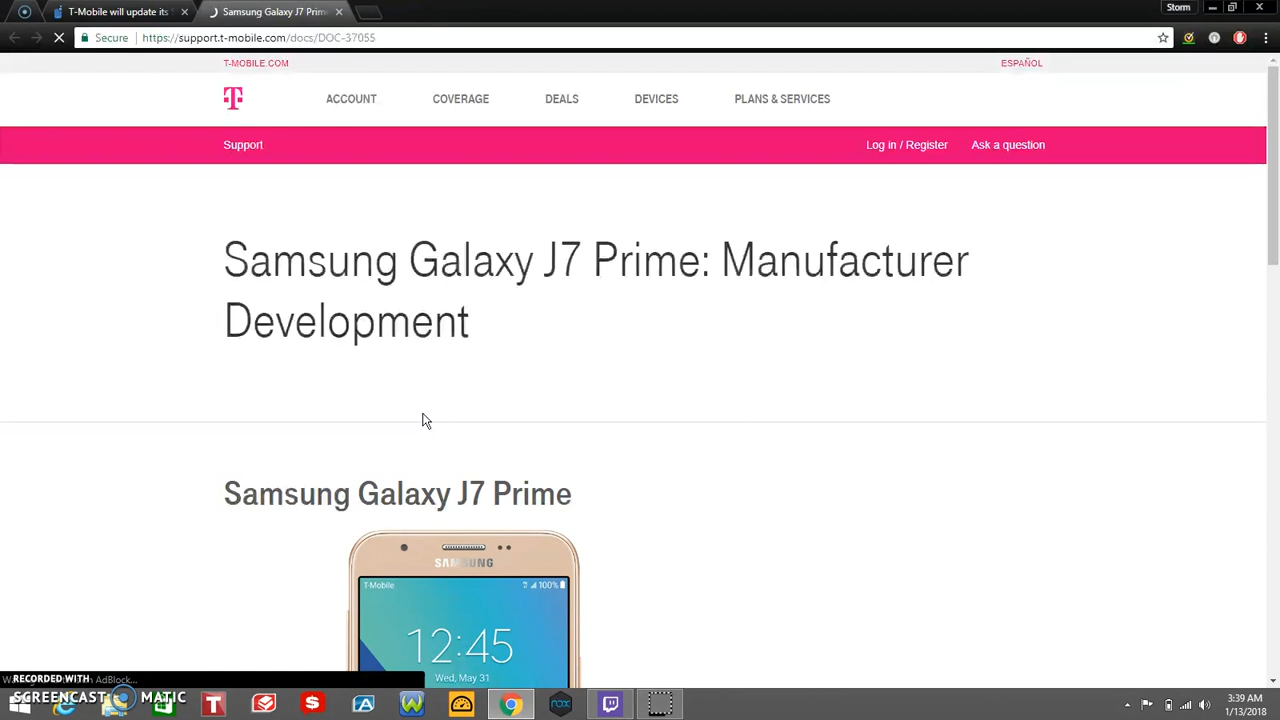 T-Mobile will update its
Samsung Galaxy J7 Prim
Storm
Secure https://support.t-mobile.com/docs/DOC-37055
T-MOBILE.COM ESPAÑOL
ACCOUNT COVERAGE DEALS DEVICES PLANS & SERVICES
Support Log in / Register Ask a question
Samsung Galaxy J7 Prime: Manufacturer
Development
Samsung Galaxy J7 Prime
SAMSUNG
T-Mobile 100%
12:45
Wed, May 31
AdBlock...
RECORDED WITH
SCREENCAST MATIC
nox
3:39 AM
1/13/2018